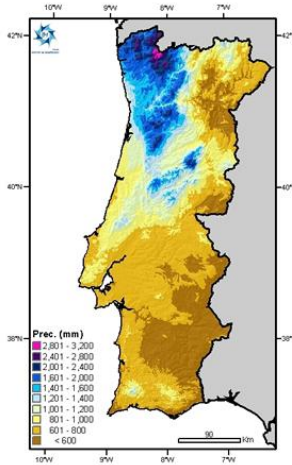 10°W 9°W 8°W 7°W
42°N 42°N
40°N 40°N
38°N 38°N
Prec. (mm)
2,801 - 3,200
2,401 - 2,800
2,001 - 2,400
1,601 - 2,000
1,401 - 1,600
1,201 - 1,400
1,001 - 1,200
801 - 1,000
601 - 800
< 600
90
Km
10°W 9°W 8°W 7°W